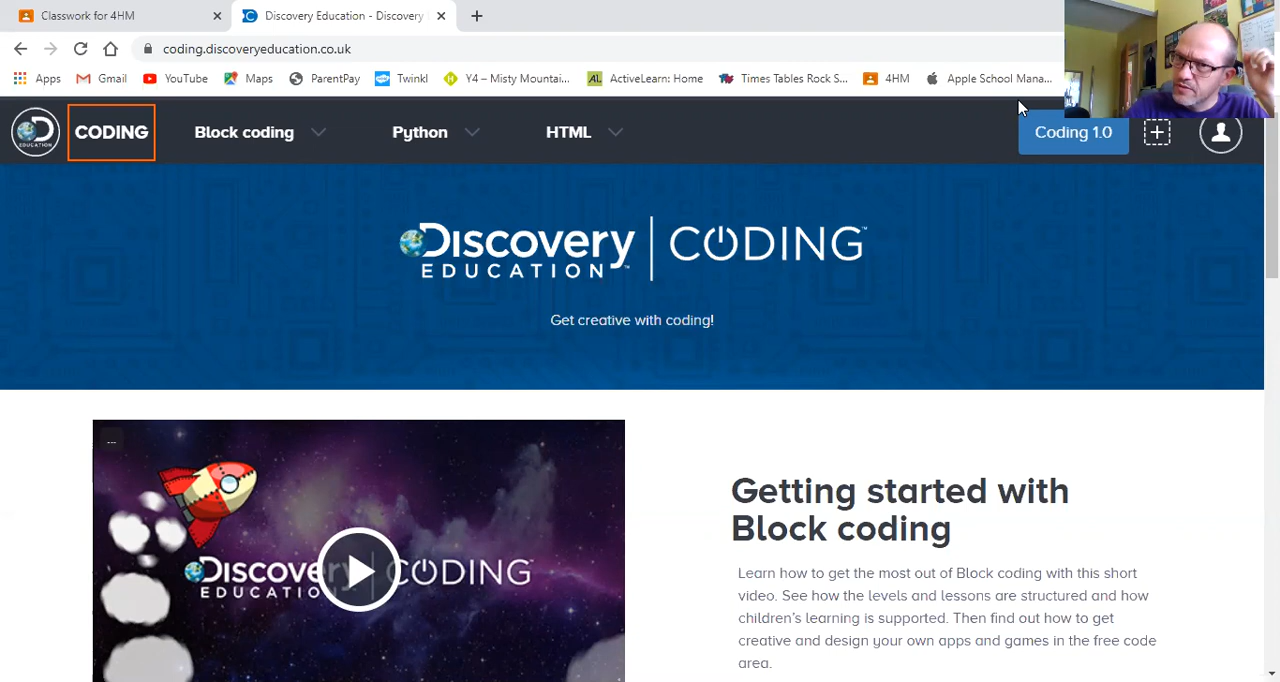 Classwork for 4HM
Discovery Education - Discovery
coding.discoveryeducation.co.uk
Apps
Gmail
YouTube
Maps
ParentPay
Twinkl
Y4 – Misty Mountai...
ActiveLearn: Home
Times Tables Rock S...
4HM
Apple School Mana...
EDUCATION
CODING
Block coding
Python
HTML
Coding 1.0
Discovery
EDUCATION™
CODING™
Get creative with coding!
...
Discovery
EDUCATION
CODING
Getting started with
Block coding
Learn how to get the most out of Block coding with this short
video. See how the levels and lessons are structured and how
children's learning is supported. Then find out how to get
creative and design your own apps and games in the free code
area.